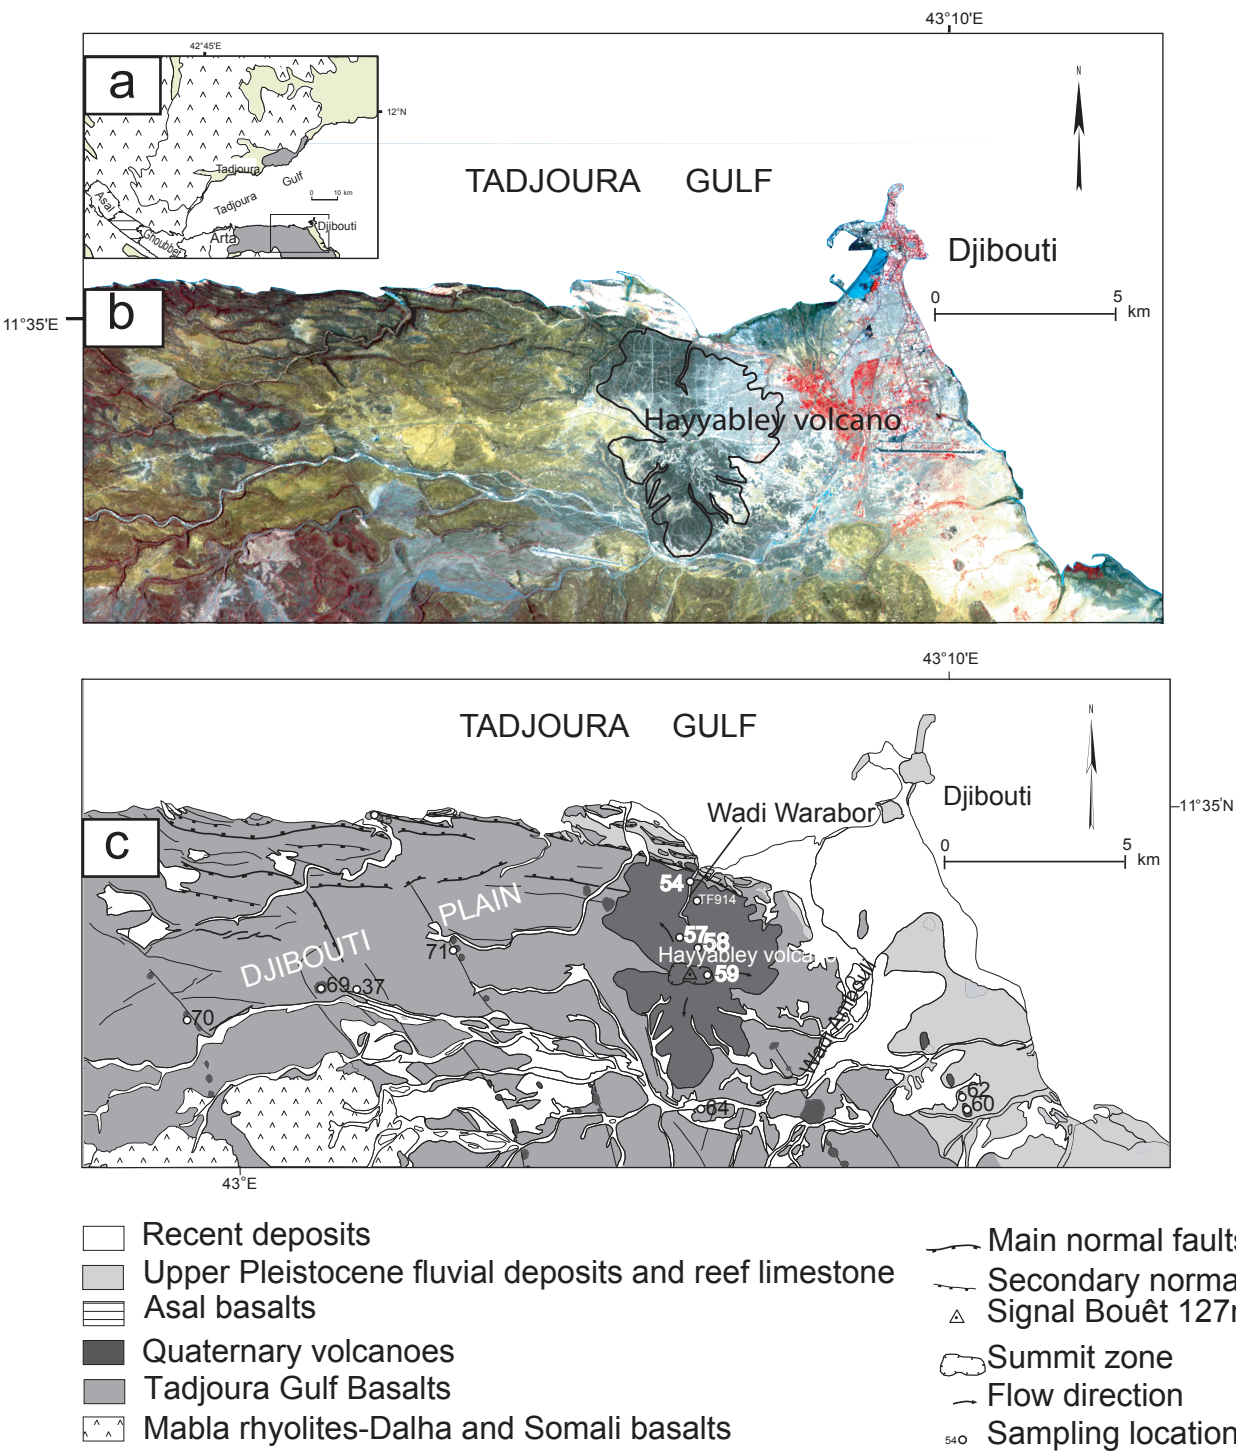 43°10'E
42°45'E
a
12°N
N
TADJOURA GULF
Tadjoura
Gulf
0 10 km
Tadjoura
Asal
Ghoubbet
Arta
Djibouti
Djibouti
b
0 5
km
11°35'E
Hayyabley volcano
43°10'E
TADJOURA GULF
N
Djibouti
11°35'N
Wadi Warabor
c
0 5
km
54
TF914
PLAIN
57
58
71
Hayyabley volcano
DJIBOUTI
59
69
37
Wadi Ambouli
70
62
60
64
43°E
Recent deposits
Upper Pleistocene fluvial deposits and reef limestone
Asal basalts
Quaternary volcanoes
Tadjoura Gulf Basalts
Mabla rhyolites-Dalha and Somali basalts
Main normal faults
Secondary norma
Signal Bouêt 127
Summit zone
Flow direction
54 Sampling location